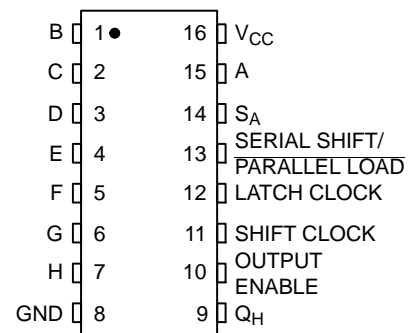 B 1 16 VCC
C 2 15 A
D 3 14 SA
E 4 13 SERIAL SHIFT/
PARALLEL LOAD
F 5 12 LATCH CLOCK
G 6 11 SHIFT CLOCK
H 7 10 OUTPUT
ENABLE
GND 8 9 QH